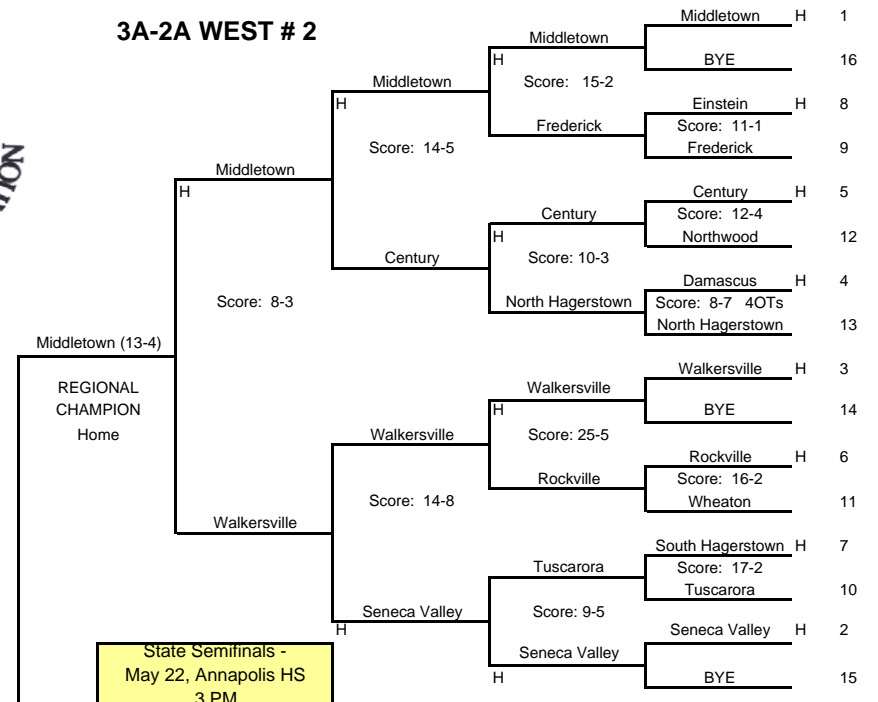 3A-2A WEST # 2
Middletown H 1
BYE 16
Einstein H 8
Score: 11-1
Frederick 9
Century H 5
Score: 12-4
Northwood 12
Damascus H 4
Score: 8-7 4OTs
North Hagerstown 13
Walkersville H 3
BYE 14
Rockville H 6
Score: 16-2
Wheaton 11
South Hagerstown H 7
Score: 17-2
Tuscarora 10
Seneca Valley H 2
BYE 15
Middletown
H
Score: 15-2
Frederick
Century
H
Score: 10-3
North Hagerstown
Walkersville
H
Score: 25-5
Rockville
Tuscarora
Score: 9-5
Seneca Valley
H
Middletown
H
Score: 14-5
Century
Walkersville
Score: 14-8
Seneca Valley
H
Middletown
H
Score: 8-3
Walkersville
Middletown (13-4)
REGIONAL
CHAMPION
Home
State Semifinals -
May 22, Annapolis HS
3 PM